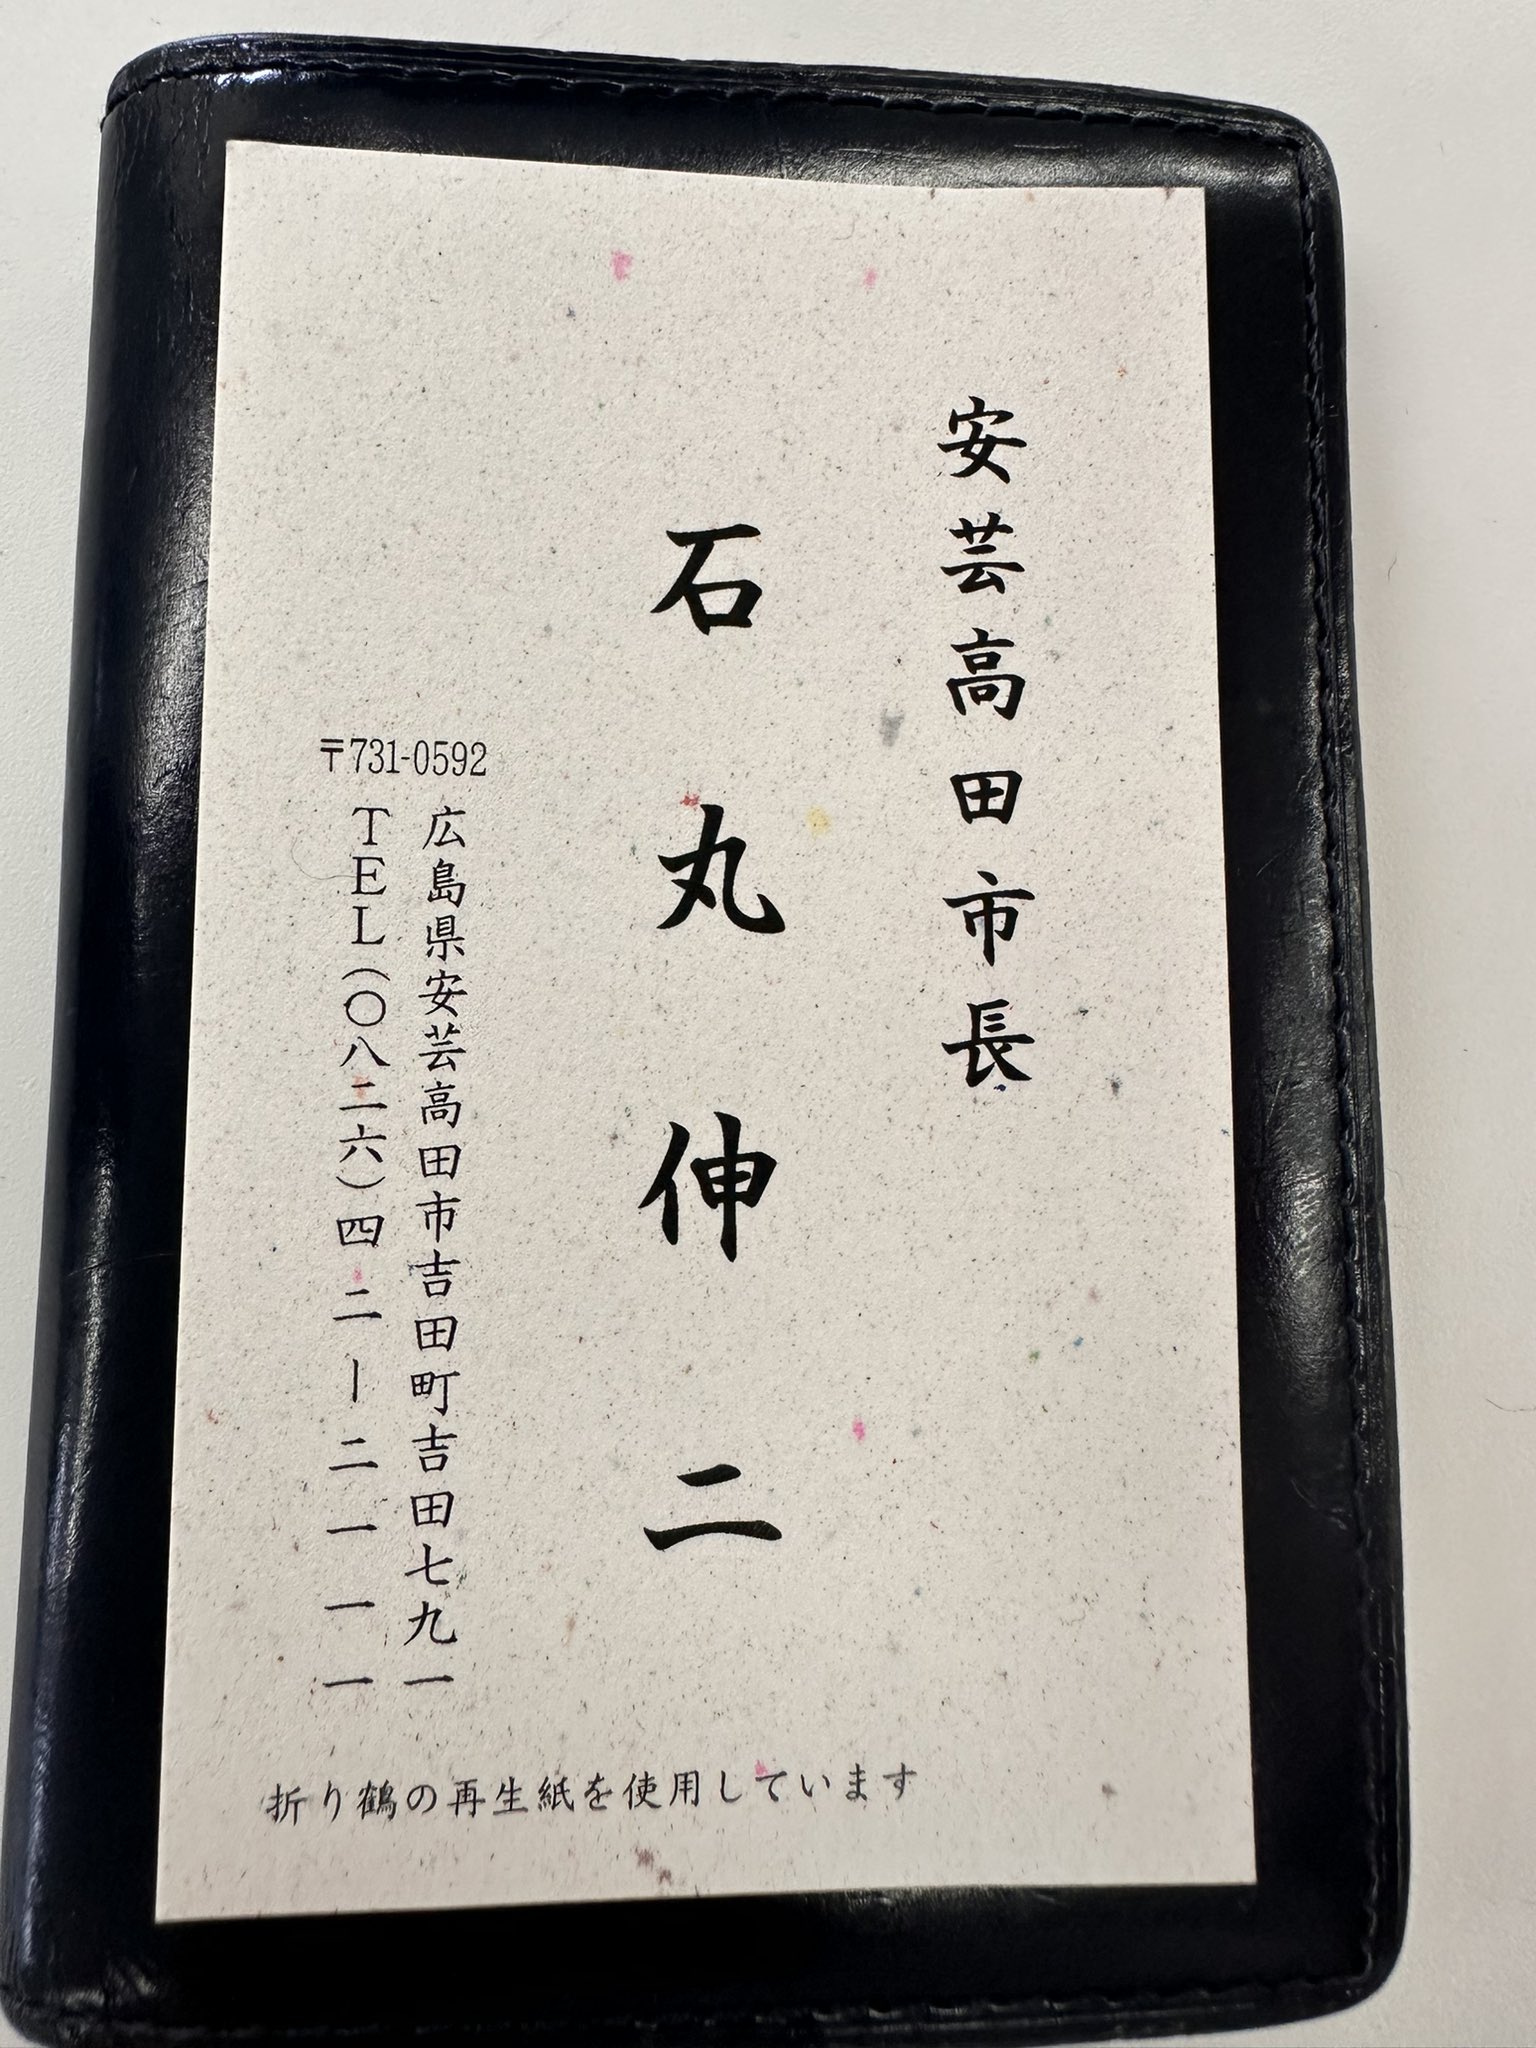 安芸高田市長
石丸伸二
〒731-0592
広島県安芸高田市吉田町吉田七九一
TEL(〇八二六)四二ー二一一一
折り鶴の再生紙を使用しています